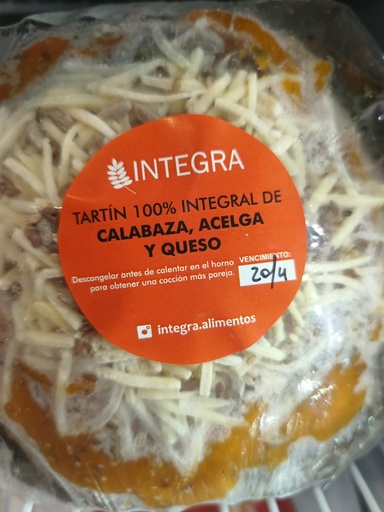 INTEGRA
TARTÍN 100% INTEGRAL DE
CALABAZA, ACELGA
Y QUESO
Descongelar antes de calentar en el horno
para obtener una cocción más pareja.
VENCIMIENTO:
20/4
integra.alimentos